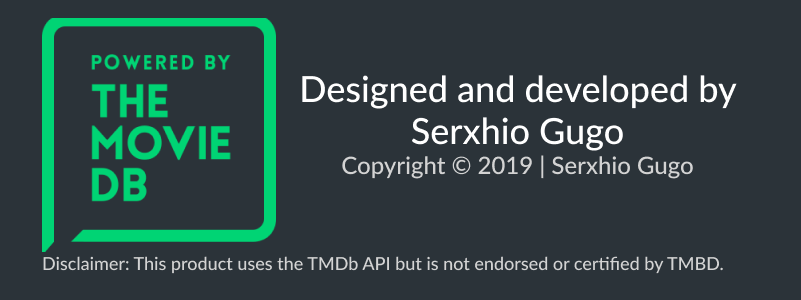 POWERED BY
THE
MOVIE
DB
Designed and developed by
Serxhio Gugo
Copyright © 2019 | Serxhio Gugo
Disclaimer: This product uses the TMDb API but is not endorsed or certified by TMBD.